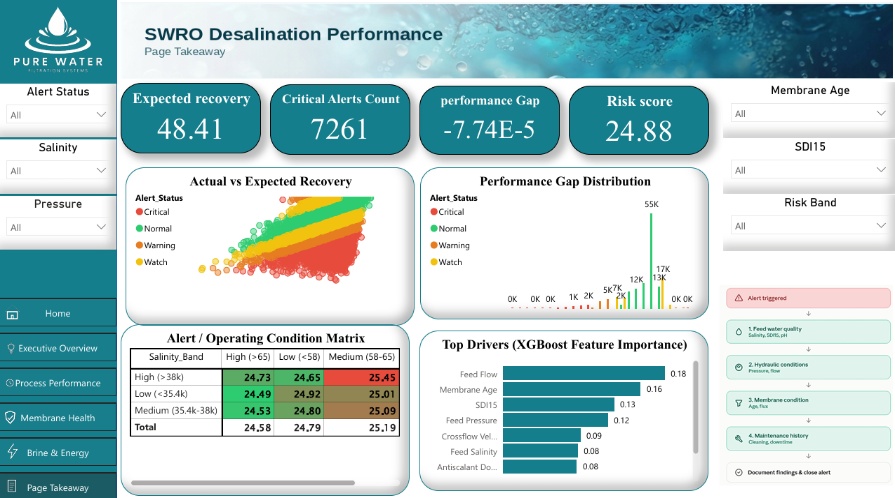 PURE WATER
FILTRATION SYSTEMS
SWRO Desalination Performance
Page Takeaway
Alert Status
All
Salinity
All
Pressure
All
Home
Executive Overview
Process Performance
Membrane Health
Brine & Energy
Page Takeaway
Expected recovery
48.41
Critical Alerts Count
7261
performance Gap
-7.74E-5
Risk score
24.88
Membrane Age
All
SDI15
All
Risk Band
All
Actual vs Expected Recovery
Alert_Status
Critical
Normal
Warning
Watch
Performance Gap Distribution
Alert_Status
Critical
Normal
Warning
Watch
0K 0K 0K 1K 2K 5K 7K 2K 12K 55K 13K 17K 0K 0K
Alert / Operating Condition Matrix
Salinity_Band High (>65) Low (<58) Medium (58-65)
High (>38k) 24.73 24.65 25.45
Low (<35.4k) 24.49 24.92 25.01
Medium (35.4k-38k) 24.53 24.80 25.09
Total 24.58 24.79 25.19
Top Drivers (XGBoost Feature Importance)
Feed Flow 0.18
Membrane Age 0.16
SDI15 0.13
Feed Pressure 0.12
Crossflow Vel... 0.09
Feed Salinity 0.08
Antiscalant Do... 0.08
Alert triggered
1. Feed water quality
Salinity, SDI15, pH
2. Hydraulic conditions
Pressure, flow
3. Membrane condition
Age, flux
4. Maintenance history
Cleaning, downtime
Document findings & close alert